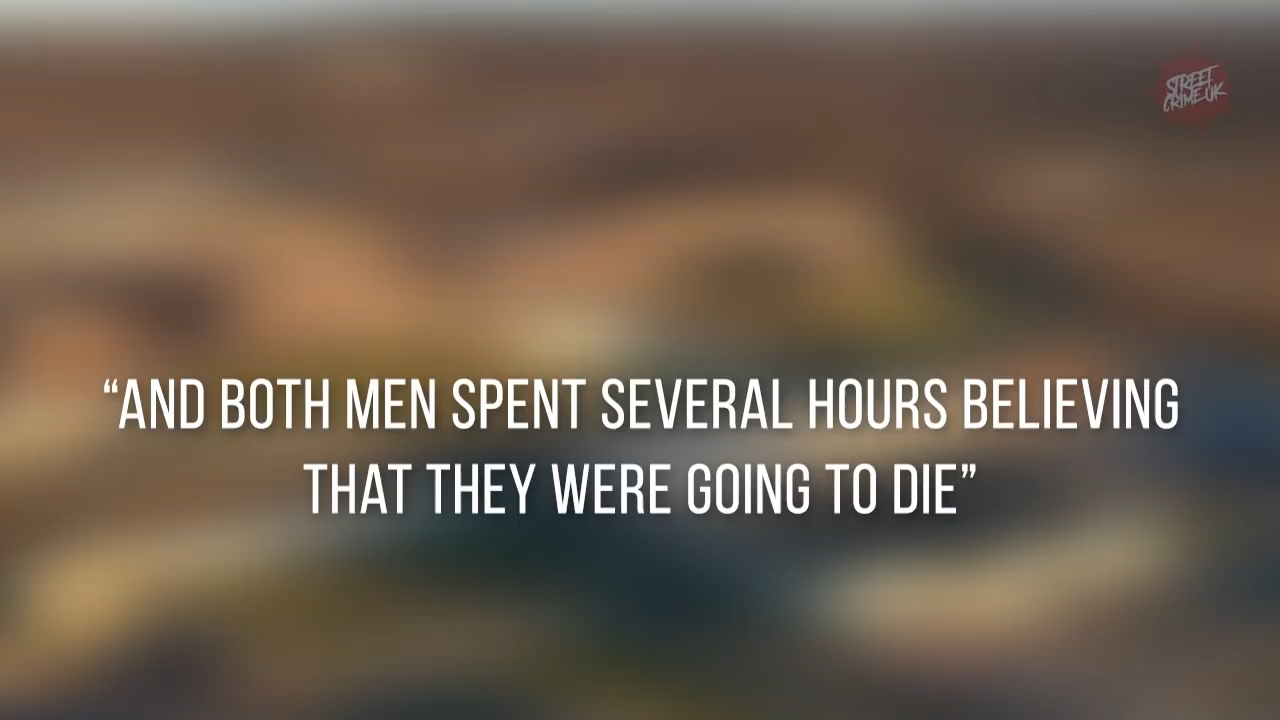 STREET
CRIME UK
“AND BOTH MEN SPENT SEVERAL HOURS BELIEVING
THAT THEY WERE GOING TO DIE”